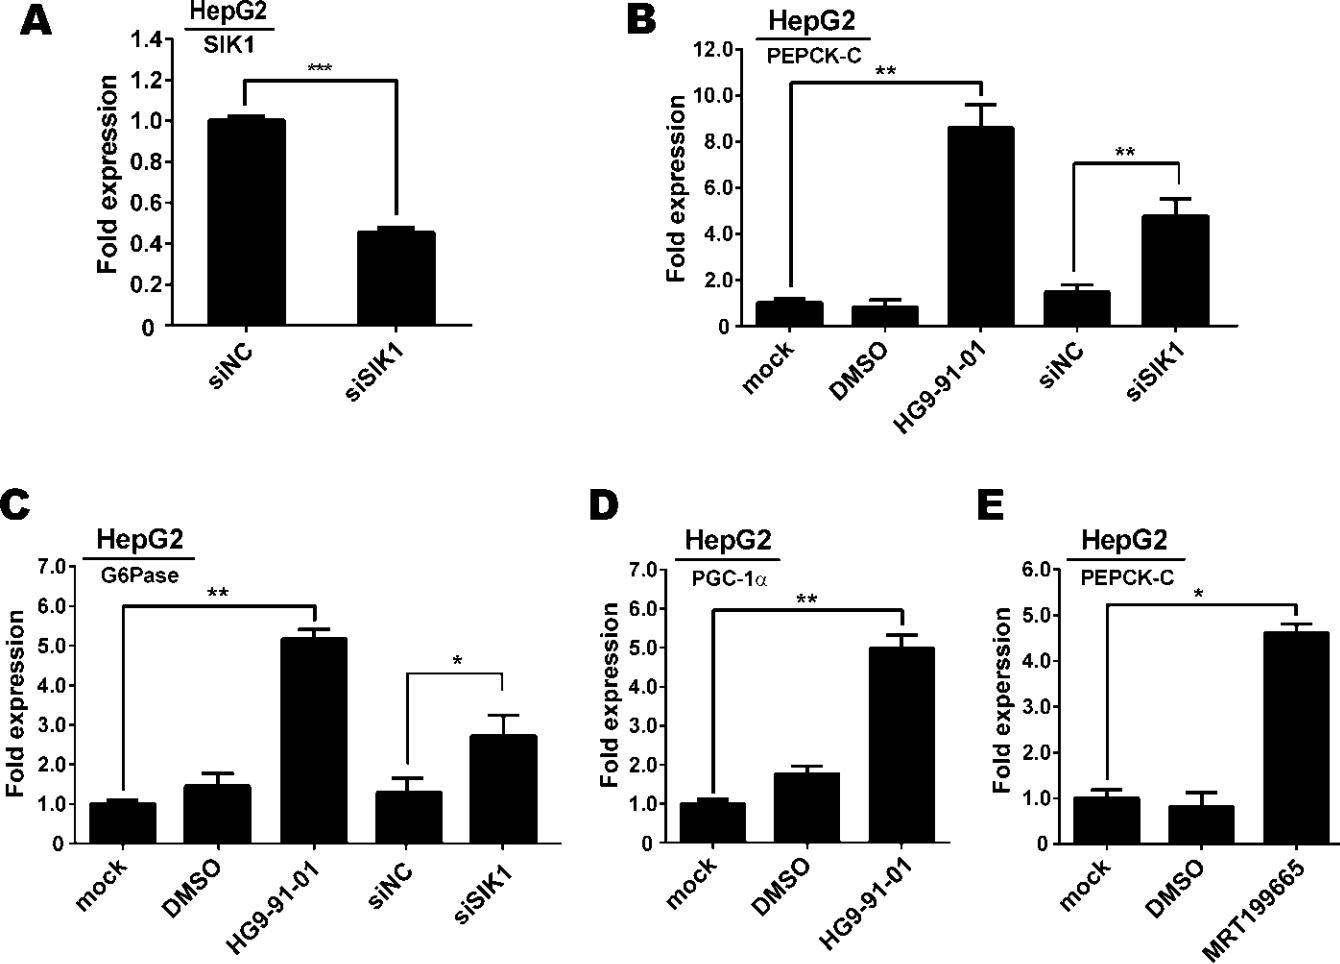 A
HepG2
SIK1
Fold expression
1.4
1.2
1.0
0.8
0.6
0.4
0.2
0
***
siNC
siSIK1
B
HepG2
PEPCK-C
Fold expression
12.0
10.0
8.0
6.0
4.0
2.0
0
**
**
mock
DMSO
HG9-91-01
siNC
siSIK1
C
HepG2
G6Pase
Fold expression
7.0
6.0
5.0
4.0
3.0
2.0
1.0
0
**
*
mock
DMSO
HG9-91-01
siNC
siSIK1
D
HepG2
PGC-1α
Fold expression
7.0
6.0
5.0
4.0
3.0
2.0
1.0
0
**
mock
DMSO
HG9-91-01
E
HepG2
PEPCK-C
Fold experssion
6.0
5.0
4.0
3.0
2.0
1.0
0
*
mock
DMSO
MRT199665